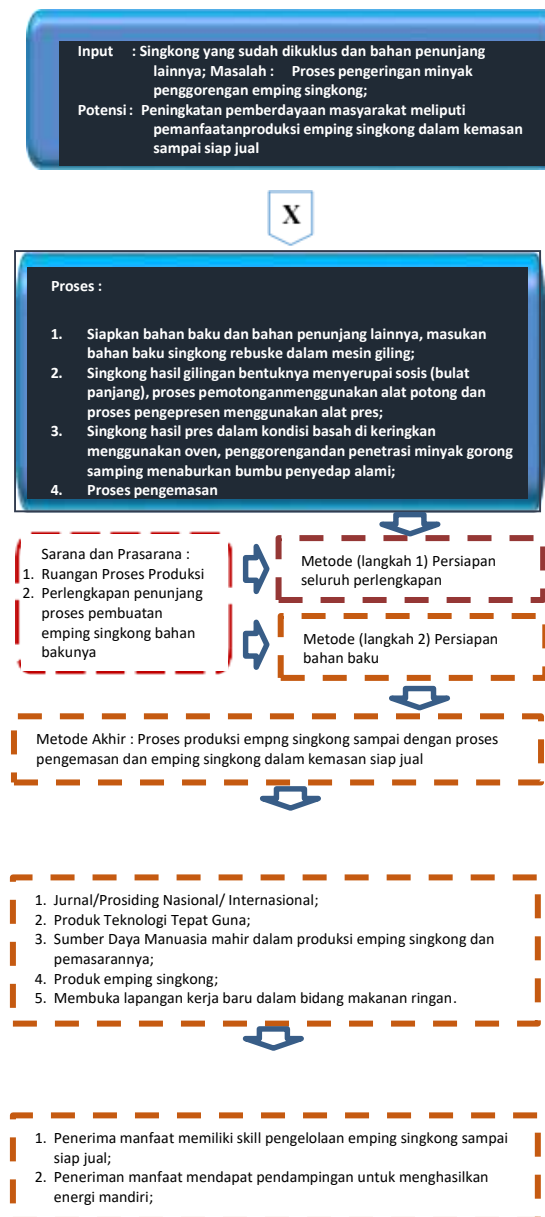 Input : Singkong yang sudah dikuklus dan bahan penunjang
lainnya; Masalah : Proses pengeringan minyak
penggorengan emping singkong;
Potensi : Peningkatan pemberdayaan masyarakat meliputi
pemanfaatanproduksi emping singkong dalam kemasan
sampai siap jual
X
Proses :
1. Siapkan bahan baku dan bahan penunjang lainnya, masukan
bahan baku singkong rebuske dalam mesin giling;
2. Singkong hasil gilingan bentuknya menyerupai sosis (bulat
panjang), proses pemotonganmenggunakan alat potong dan
proses pengepresen menggunakan alat pres;
3. Singkong hasil pres dalam kondisi basah di keringkan
menggunakan oven, penggorengandan penetrasi minyak gorong
samping menaburkan bumbu penyedap alami;
4. Proses pengemasan
Sarana dan Prasarana :
1. Ruangan Proses Produksi
2. Perlengkapan penunjang
proses pembuatan
emping singkong bahan
bakunya
Metode (langkah 1) Persiapan
seluruh perlengkapan
Metode (langkah 2) Persiapan
bahan baku
Metode Akhir : Proses produksi empng singkong sampai dengan proses
pengemasan dan emping singkong dalam kemasan siap jual
1. Jurnal/Prosiding Nasional/ Internasional;
2. Produk Teknologi Tepat Guna;
3. Sumber Daya Manuasia mahir dalam produksi emping singkong dan
pemasarannya;
4. Produk emping singkong;
5. Membuka lapangan kerja baru dalam bidang makanan ringan.
1. Penerima manfaat memiliki skill pengelolaan emping singkong sampai
siap jual;
2. Peneriman manfaat mendapat pendampingan untuk menghasilkan
energi mandiri;